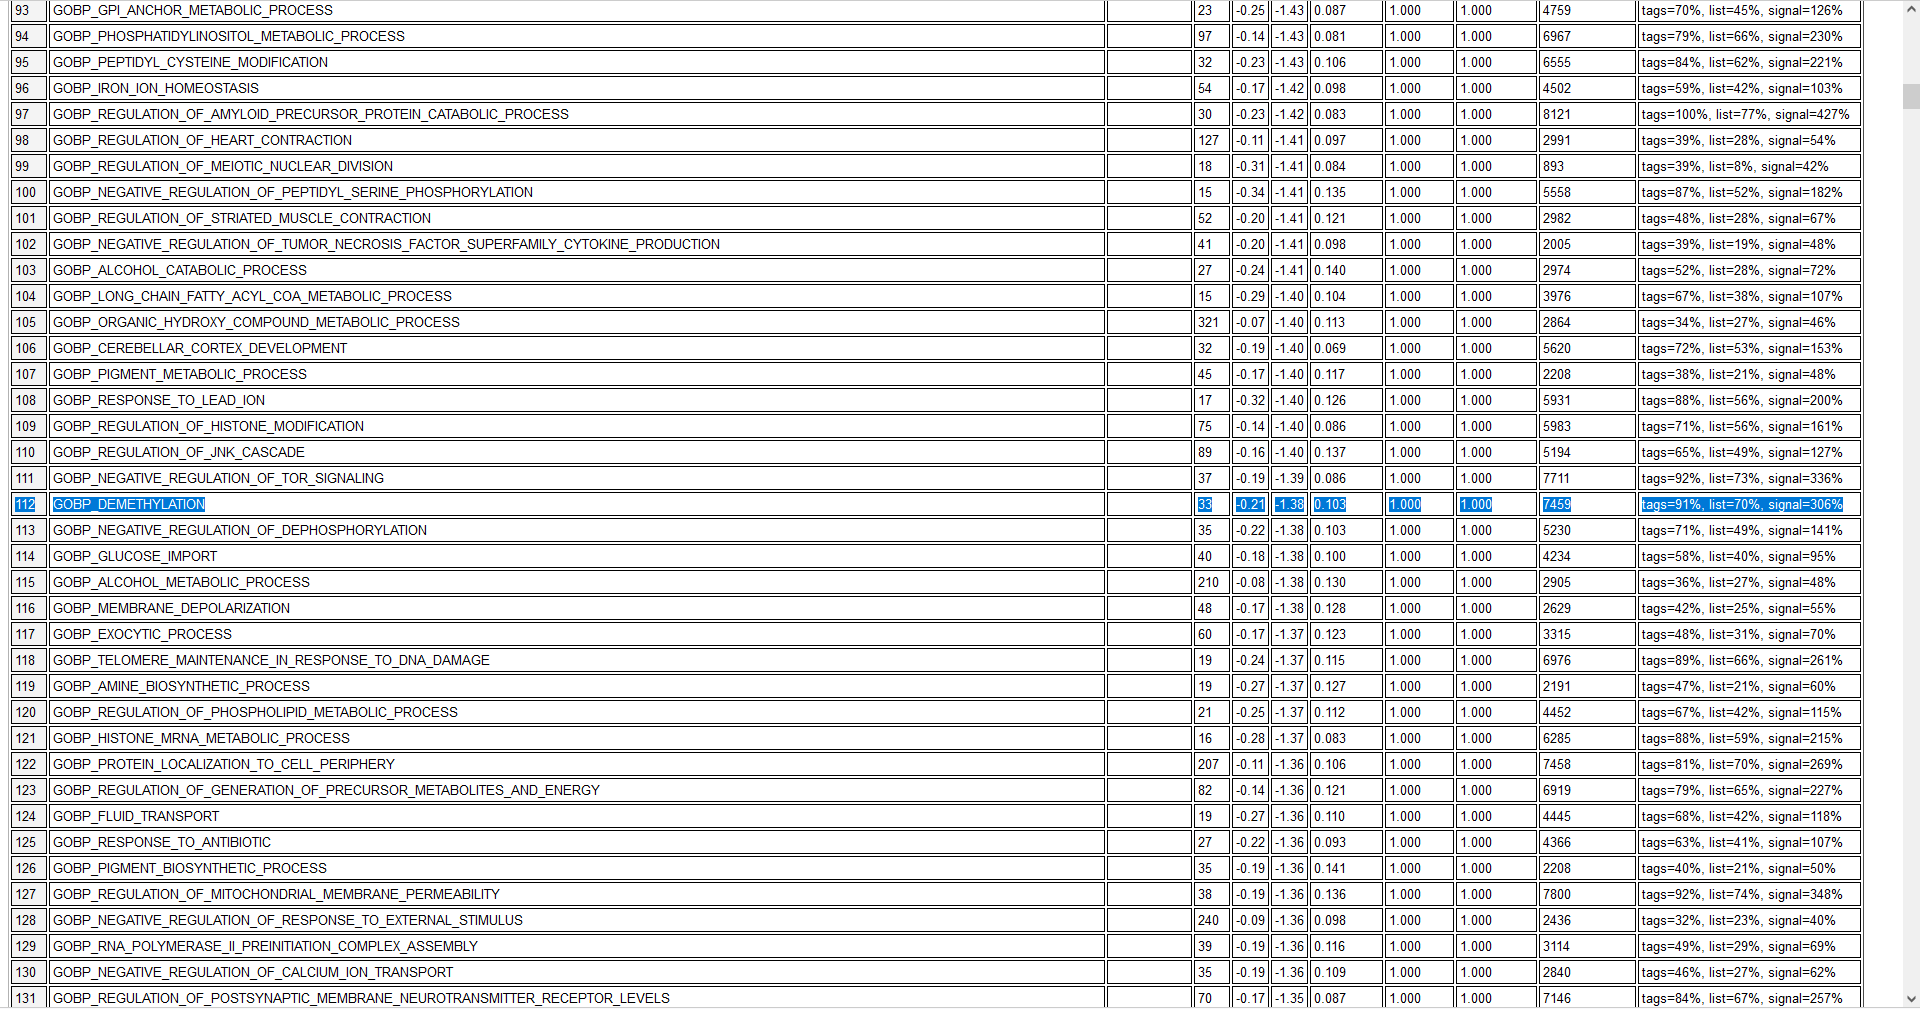 93 GOBP_GPI_ANCHOR_METABOLIC_PROCESS 23 -0.25 -1.43 0.087 1.000 1.000 4759 tags=70%, list=45%, signal=126%
94 GOBP_PHOSPHATIDYLINOSITOL_METABOLIC_PROCESS 97 -0.14 -1.43 0.081 1.000 1.000 6967 tags=79%, list=66%, signal=230%
95 GOBP_PEPTIDYL_CYSTEINE_MODIFICATION 32 -0.23 -1.43 0.106 1.000 1.000 6555 tags=84%, list=62%, signal=221%
96 GOBP_IRON_ION_HOMEOSTASIS 54 -0.17 -1.42 0.098 1.000 1.000 4502 tags=59%, list=42%, signal=103%
97 GOBP_REGULATION_OF_AMYLOID_PRECURSOR_PROTEIN_CATABOLIC_PROCESS 30 -0.23 -1.42 0.083 1.000 1.000 8121 tags=100%, list=77%, signal=427%
98 GOBP_REGULATION_OF_HEART_CONTRACTION 127 -0.11 -1.41 0.097 1.000 1.000 2991 tags=39%, list=28%, signal=54%
99 GOBP_REGULATION_OF_MEIOTIC_NUCLEAR_DIVISION 18 -0.31 -1.41 0.084 1.000 1.000 893 tags=39%, list=8%, signal=42%
100 GOBP_NEGATIVE_REGULATION_OF_PEPTIDYL_SERINE_PHOSPHORYLATION 15 -0.34 -1.41 0.135 1.000 1.000 5558 tags=87%, list=52%, signal=182%
101 GOBP_REGULATION_OF_STRIATED_MUSCLE_CONTRACTION 52 -0.20 -1.41 0.121 1.000 1.000 2982 tags=48%, list=28%, signal=67%
102 GOBP_NEGATIVE_REGULATION_OF_TUMOR_NECROSIS_FACTOR_SUPERFAMILY_CYTOKINE_PRODUCTION 41 -0.20 -1.41 0.098 1.000 1.000 2005 tags=39%, list=19%, signal=48%
103 GOBP_ALCOHOL_CATABOLIC_PROCESS 27 -0.24 -1.41 0.140 1.000 1.000 2974 tags=52%, list=28%, signal=72%
104 GOBP_LONG_CHAIN_FATTY_ACYL_COA_METABOLIC_PROCESS 15 -0.29 -1.40 0.104 1.000 1.000 3976 tags=67%, list=38%, signal=107%
105 GOBP_ORGANIC_HYDROXY_COMPOUND_METABOLIC_PROCESS 321 -0.07 -1.40 0.113 1.000 1.000 2864 tags=34%, list=27%, signal=46%
106 GOBP_CEREBELLAR_CORTEX_DEVELOPMENT 32 -0.19 -1.40 0.069 1.000 1.000 5620 tags=72%, list=53%, signal=153%
107 GOBP_PIGMENT_METABOLIC_PROCESS 45 -0.17 -1.40 0.117 1.000 1.000 2208 tags=38%, list=21%, signal=48%
108 GOBP_RESPONSE_TO_LEAD_ION 17 -0.32 -1.40 0.126 1.000 1.000 5931 tags=88%, list=56%, signal=200%
109 GOBP_REGULATION_OF_HISTONE_MODIFICATION 75 -0.14 -1.40 0.086 1.000 1.000 5983 tags=71%, list=56%, signal=161%
110 GOBP_REGULATION_OF_JNK_CASCADE 89 -0.16 -1.40 0.137 1.000 1.000 5194 tags=65%, list=49%, signal=127%
111 GOBP_NEGATIVE_REGULATION_OF_TOR_SIGNALING 37 -0.19 -1.39 0.086 1.000 1.000 7711 tags=92%, list=73%, signal=336%
112 GOBP_DEMETHYLATION 33 -0.21 -1.38 0.103 1.000 1.000 7459 tags=91%, list=70%, signal=306%
113 GOBP_NEGATIVE_REGULATION_OF_DEPHOSPHORYLATION 35 -0.22 -1.38 0.103 1.000 1.000 5230 tags=71%, list=49%, signal=141%
114 GOBP_GLUCOSE_IMPORT 40 -0.18 -1.38 0.100 1.000 1.000 4234 tags=58%, list=40%, signal=95%
115 GOBP_ALCOHOL_METABOLIC_PROCESS 210 -0.08 -1.38 0.130 1.000 1.000 2905 tags=36%, list=27%, signal=48%
116 GOBP_MEMBRANE_DEPOLARIZATION 48 -0.17 -1.38 0.128 1.000 1.000 2629 tags=42%, list=25%, signal=55%
117 GOBP_EXOCYTIC_PROCESS 60 -0.17 -1.37 0.123 1.000 1.000 3315 tags=48%, list=31%, signal=70%
118 GOBP_TELOMERE_MAINTENANCE_IN_RESPONSE_TO_DNA_DAMAGE 19 -0.24 -1.37 0.115 1.000 1.000 6976 tags=89%, list=66%, signal=261%
119 GOBP_AMINE_BIOSYNTHETIC_PROCESS 19 -0.27 -1.37 0.127 1.000 1.000 2191 tags=47%, list=21%, signal=60%
120 GOBP_REGULATION_OF_PHOSPHOLIPID_METABOLIC_PROCESS 21 -0.25 -1.37 0.112 1.000 1.000 4452 tags=67%, list=42%, signal=115%
121 GOBP_HISTONE_MRNA_METABOLIC_PROCESS 16 -0.28 -1.37 0.083 1.000 1.000 6285 tags=88%, list=59%, signal=215%
122 GOBP_PROTEIN_LOCALIZATION_TO_CELL_PERIPHERY 207 -0.11 -1.36 0.106 1.000 1.000 7458 tags=81%, list=70%, signal=269%
123 GOBP_REGULATION_OF_GENERATION_OF_PRECURSOR_METABOLITES_AND_ENERGY 82 -0.14 -1.36 0.121 1.000 1.000 6919 tags=79%, list=65%, signal=227%
124 GOBP_FLUID_TRANSPORT 19 -0.27 -1.36 0.110 1.000 1.000 4445 tags=68%, list=42%, signal=118%
125 GOBP_RESPONSE_TO_ANTIBIOTIC 27 -0.22 -1.36 0.093 1.000 1.000 4366 tags=63%, list=41%, signal=107%
126 GOBP_PIGMENT_BIOSYNTHETIC_PROCESS 35 -0.19 -1.36 0.141 1.000 1.000 2208 tags=40%, list=21%, signal=50%
127 GOBP_REGULATION_OF_MITOCHONDRIAL_MEMBRANE_PERMEABILITY 38 -0.19 -1.36 0.136 1.000 1.000 7800 tags=92%, list=74%, signal=348%
128 GOBP_NEGATIVE_REGULATION_OF_RESPONSE_TO_EXTERNAL_STIMULUS 240 -0.09 -1.36 0.098 1.000 1.000 2436 tags=32%, list=23%, signal=40%
129 GOBP_RNA_POLYMERASE_II_PREINITIATION_COMPLEX_ASSEMBLY 39 -0.19 -1.36 0.116 1.000 1.000 3114 tags=49%, list=29%, signal=69%
130 GOBP_NEGATIVE_REGULATION_OF_CALCIUM_ION_TRANSPORT 35 -0.19 -1.36 0.109 1.000 1.000 2840 tags=46%, list=27%, signal=62%
131 GOBP_REGULATION_OF_POSTSYNAPTIC_MEMBRANE_NEUROTRANSMITTER_RECEPTOR_LEVELS 70 -0.17 -1.35 0.087 1.000 1.000 7146 tags=84%, list=67%, signal=257%